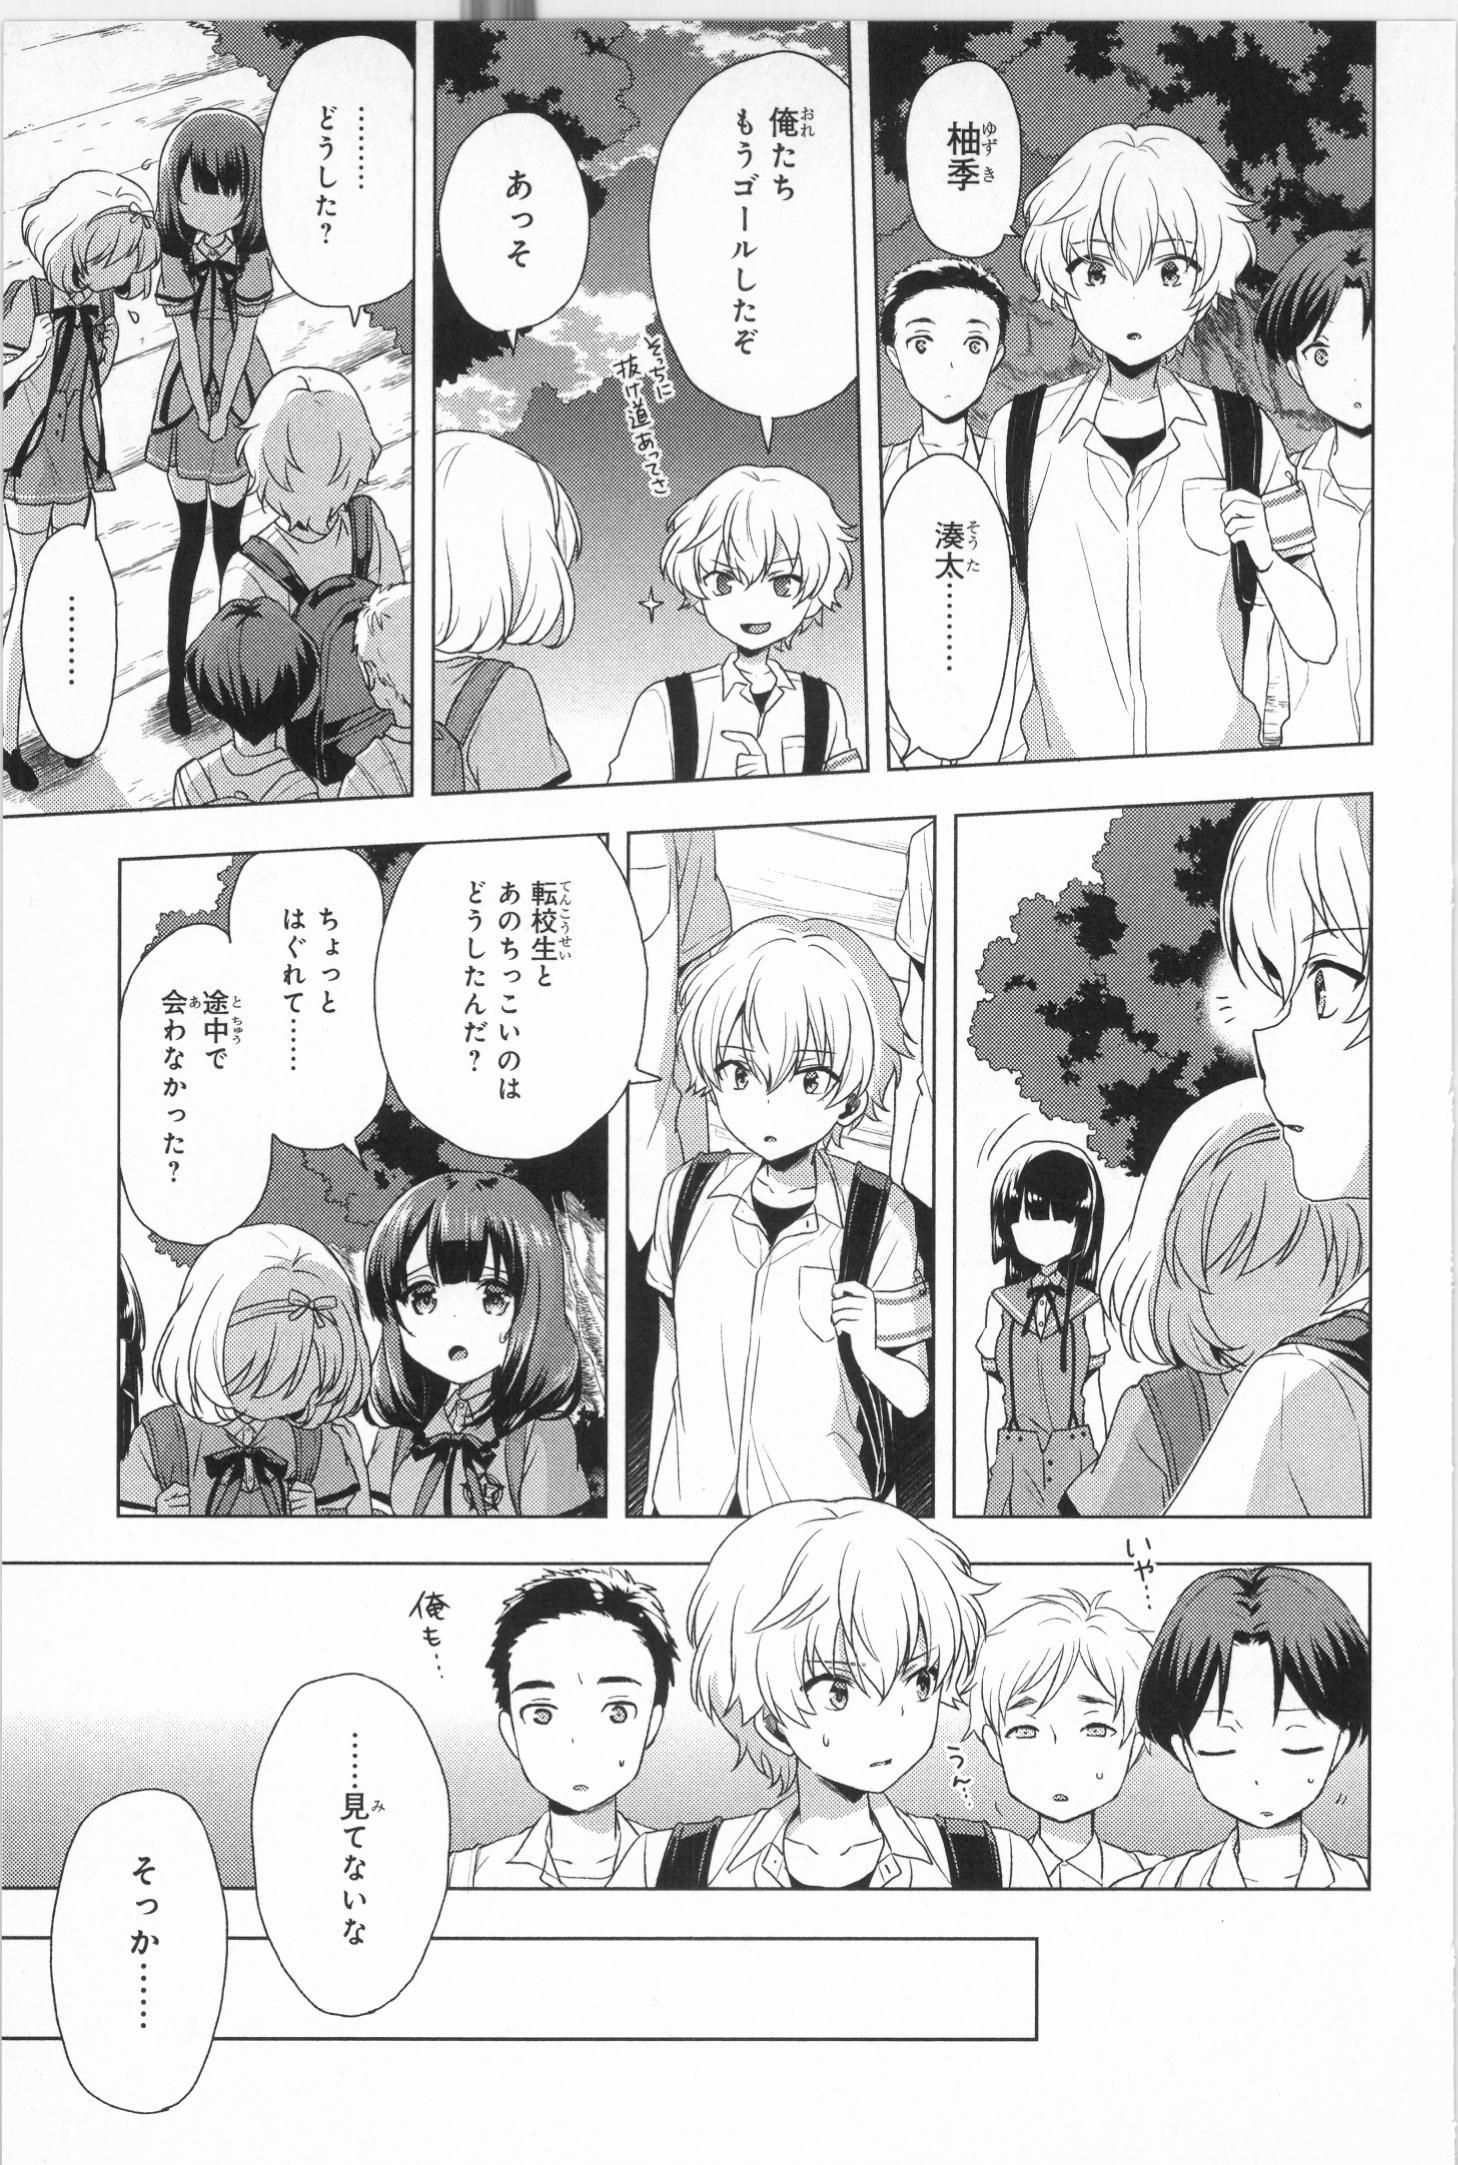 柚季
湊太………
俺たち
もうゴールしたぞ
そっちに
抜け道あってさ
あっそ
………
どうした？
………
転校生と
あのちっこいのは
どうしたんだ？
ちょっと
はぐれて……
途中で
会わなかった？
いや…
うん…
俺も…
……見てないな
そっか……